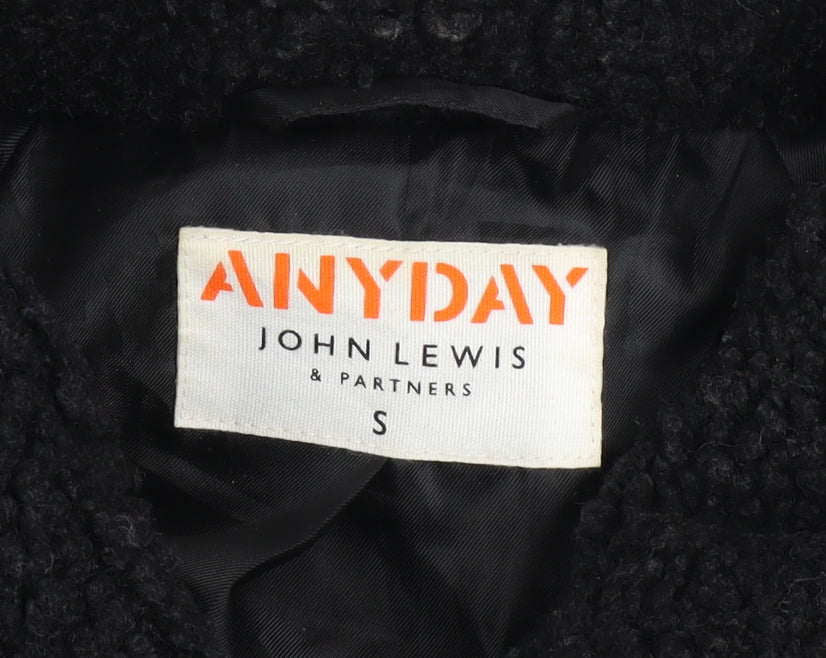 ANYDAY
JOHN LEWIS
& PARTNERS
S